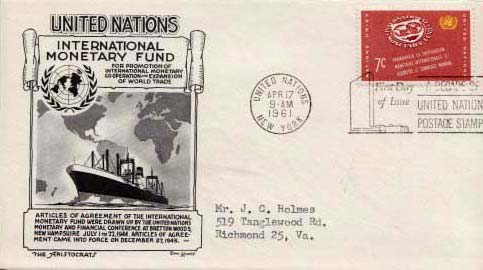 UNITED NATIONS
INTERNATIONAL
MONETARY FUND
FOR PROMOTION OF
INTERNATIONAL MONETARY
COOPERATION AND EXPANSION
OF WORLD TRADE
ARTICLES OF AGREEMENT OF THE INTERNATIONAL
MONETARY FUND WERE DRAWN UP BY THE UNITED NATIONS
MONETARY AND FINANCIAL CONFERENCE AT BRETTON WOODS,
NEW HAMPSHIRE JULY 1 TO 22, 1944. ARTICLES OF AGREE-
MENT CAME INTO FORCE ON DECEMBER 27, 1945.
"THE ARISTOCRATS"
UNITED NATIONS
APR 17
9-AM
1961
NEW YORK
7c
First Day
of Issue
A DECADE OF
UNITED NATION
POSTAGE STAMP
Mr. J. C. Holmes
519 Tanglewood Rd.
Richmond 25, Va.